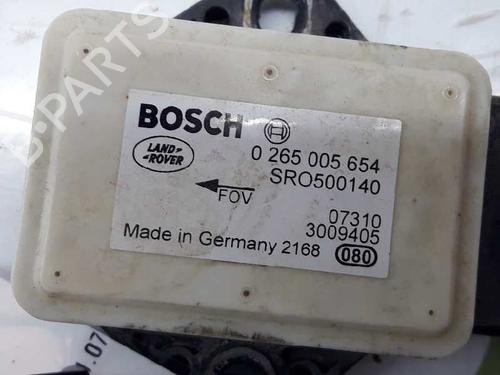 B-PARTS
BOSCH
LAND-
ROVER
0 265 005 654
SRO500140
FOV
07310
3009405
Made in Germany 2168
080